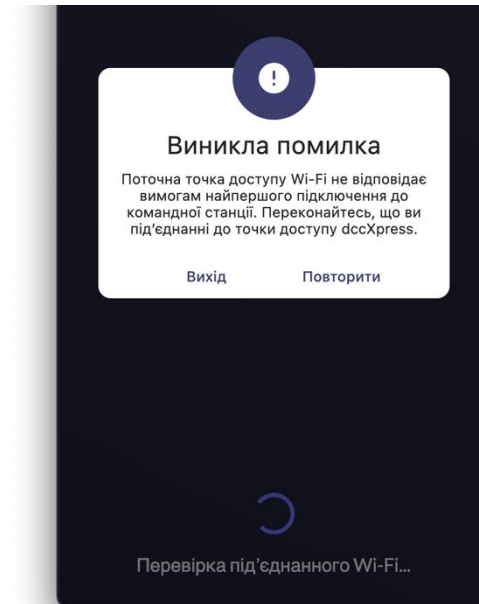 Виникла помилка
Поточна точка доступу Wi-Fi не відповідає
вимогам найпершого підключення до
командної станції. Переконайтесь, що ви
під’єднанні до точки доступу dccXpress.
Вихід Повторити
Перевірка під’єднанного Wi-Fi...